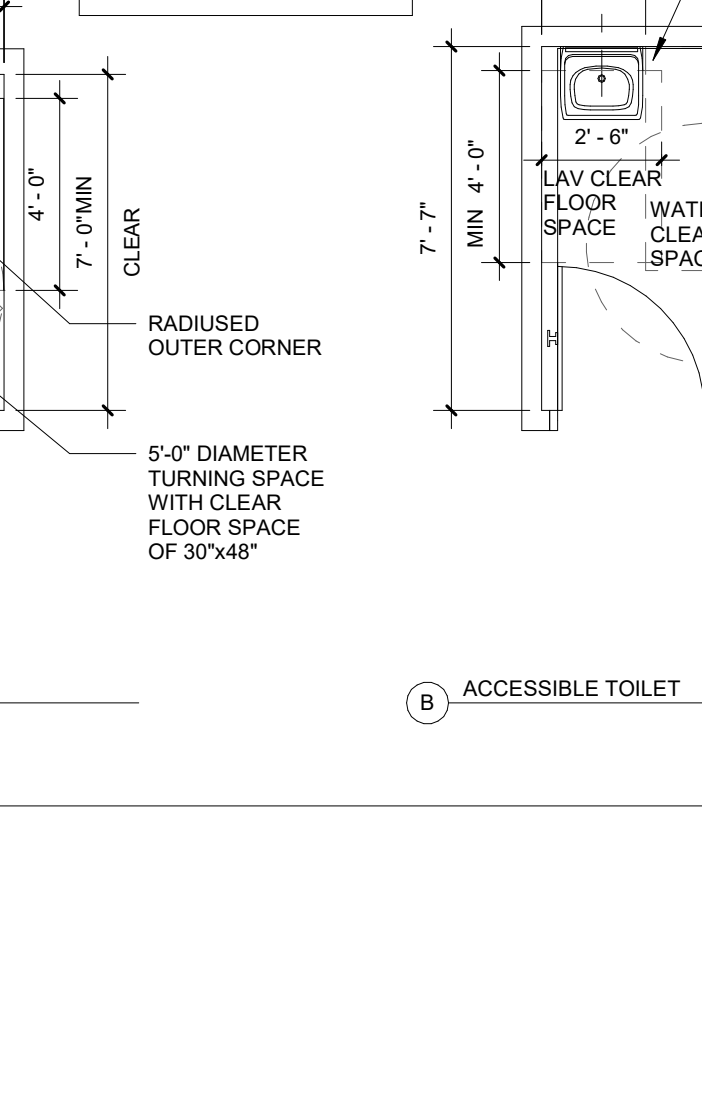 4' - 0"
7' - 0"MIN
CLEAR
RADIUSED
OUTER CORNER
5'-0" DIAMETER
TURNING SPACE
WITH CLEAR
FLOOR SPACE
OF 30"x48"
7' - 7"
MIN 4' - 0"
2' - 6"
LAV CLEAR
FLOOR
SPACE
B
ACCESSIBLE TOILET